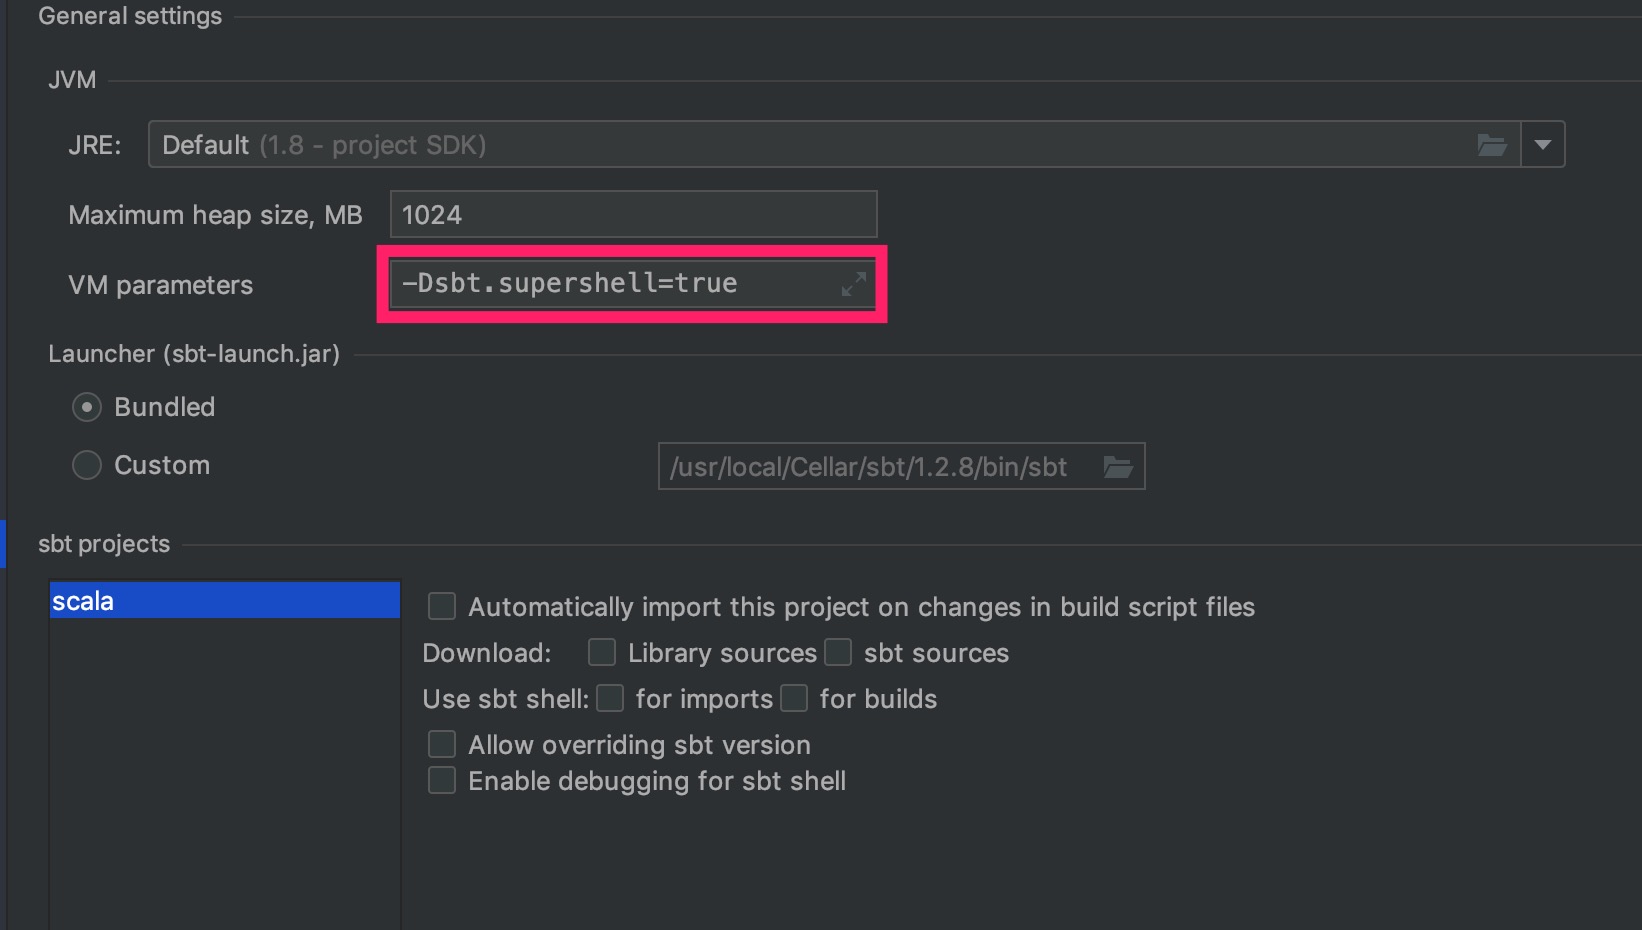 General settings
JVM
JRE: Default (1.8 - project SDK)
Maximum heap size, MB 1024
VM parameters -Dsbt.supershell=true
Launcher (sbt-launch.jar)
Bundled
Custom /usr/local/Cellar/sbt/1.2.8/bin/sbt
sbt projects
scala
Automatically import this project on changes in build script files
Download: Library sources sbt sources
Use sbt shell: for imports for builds
Allow overriding sbt version
Enable debugging for sbt shell